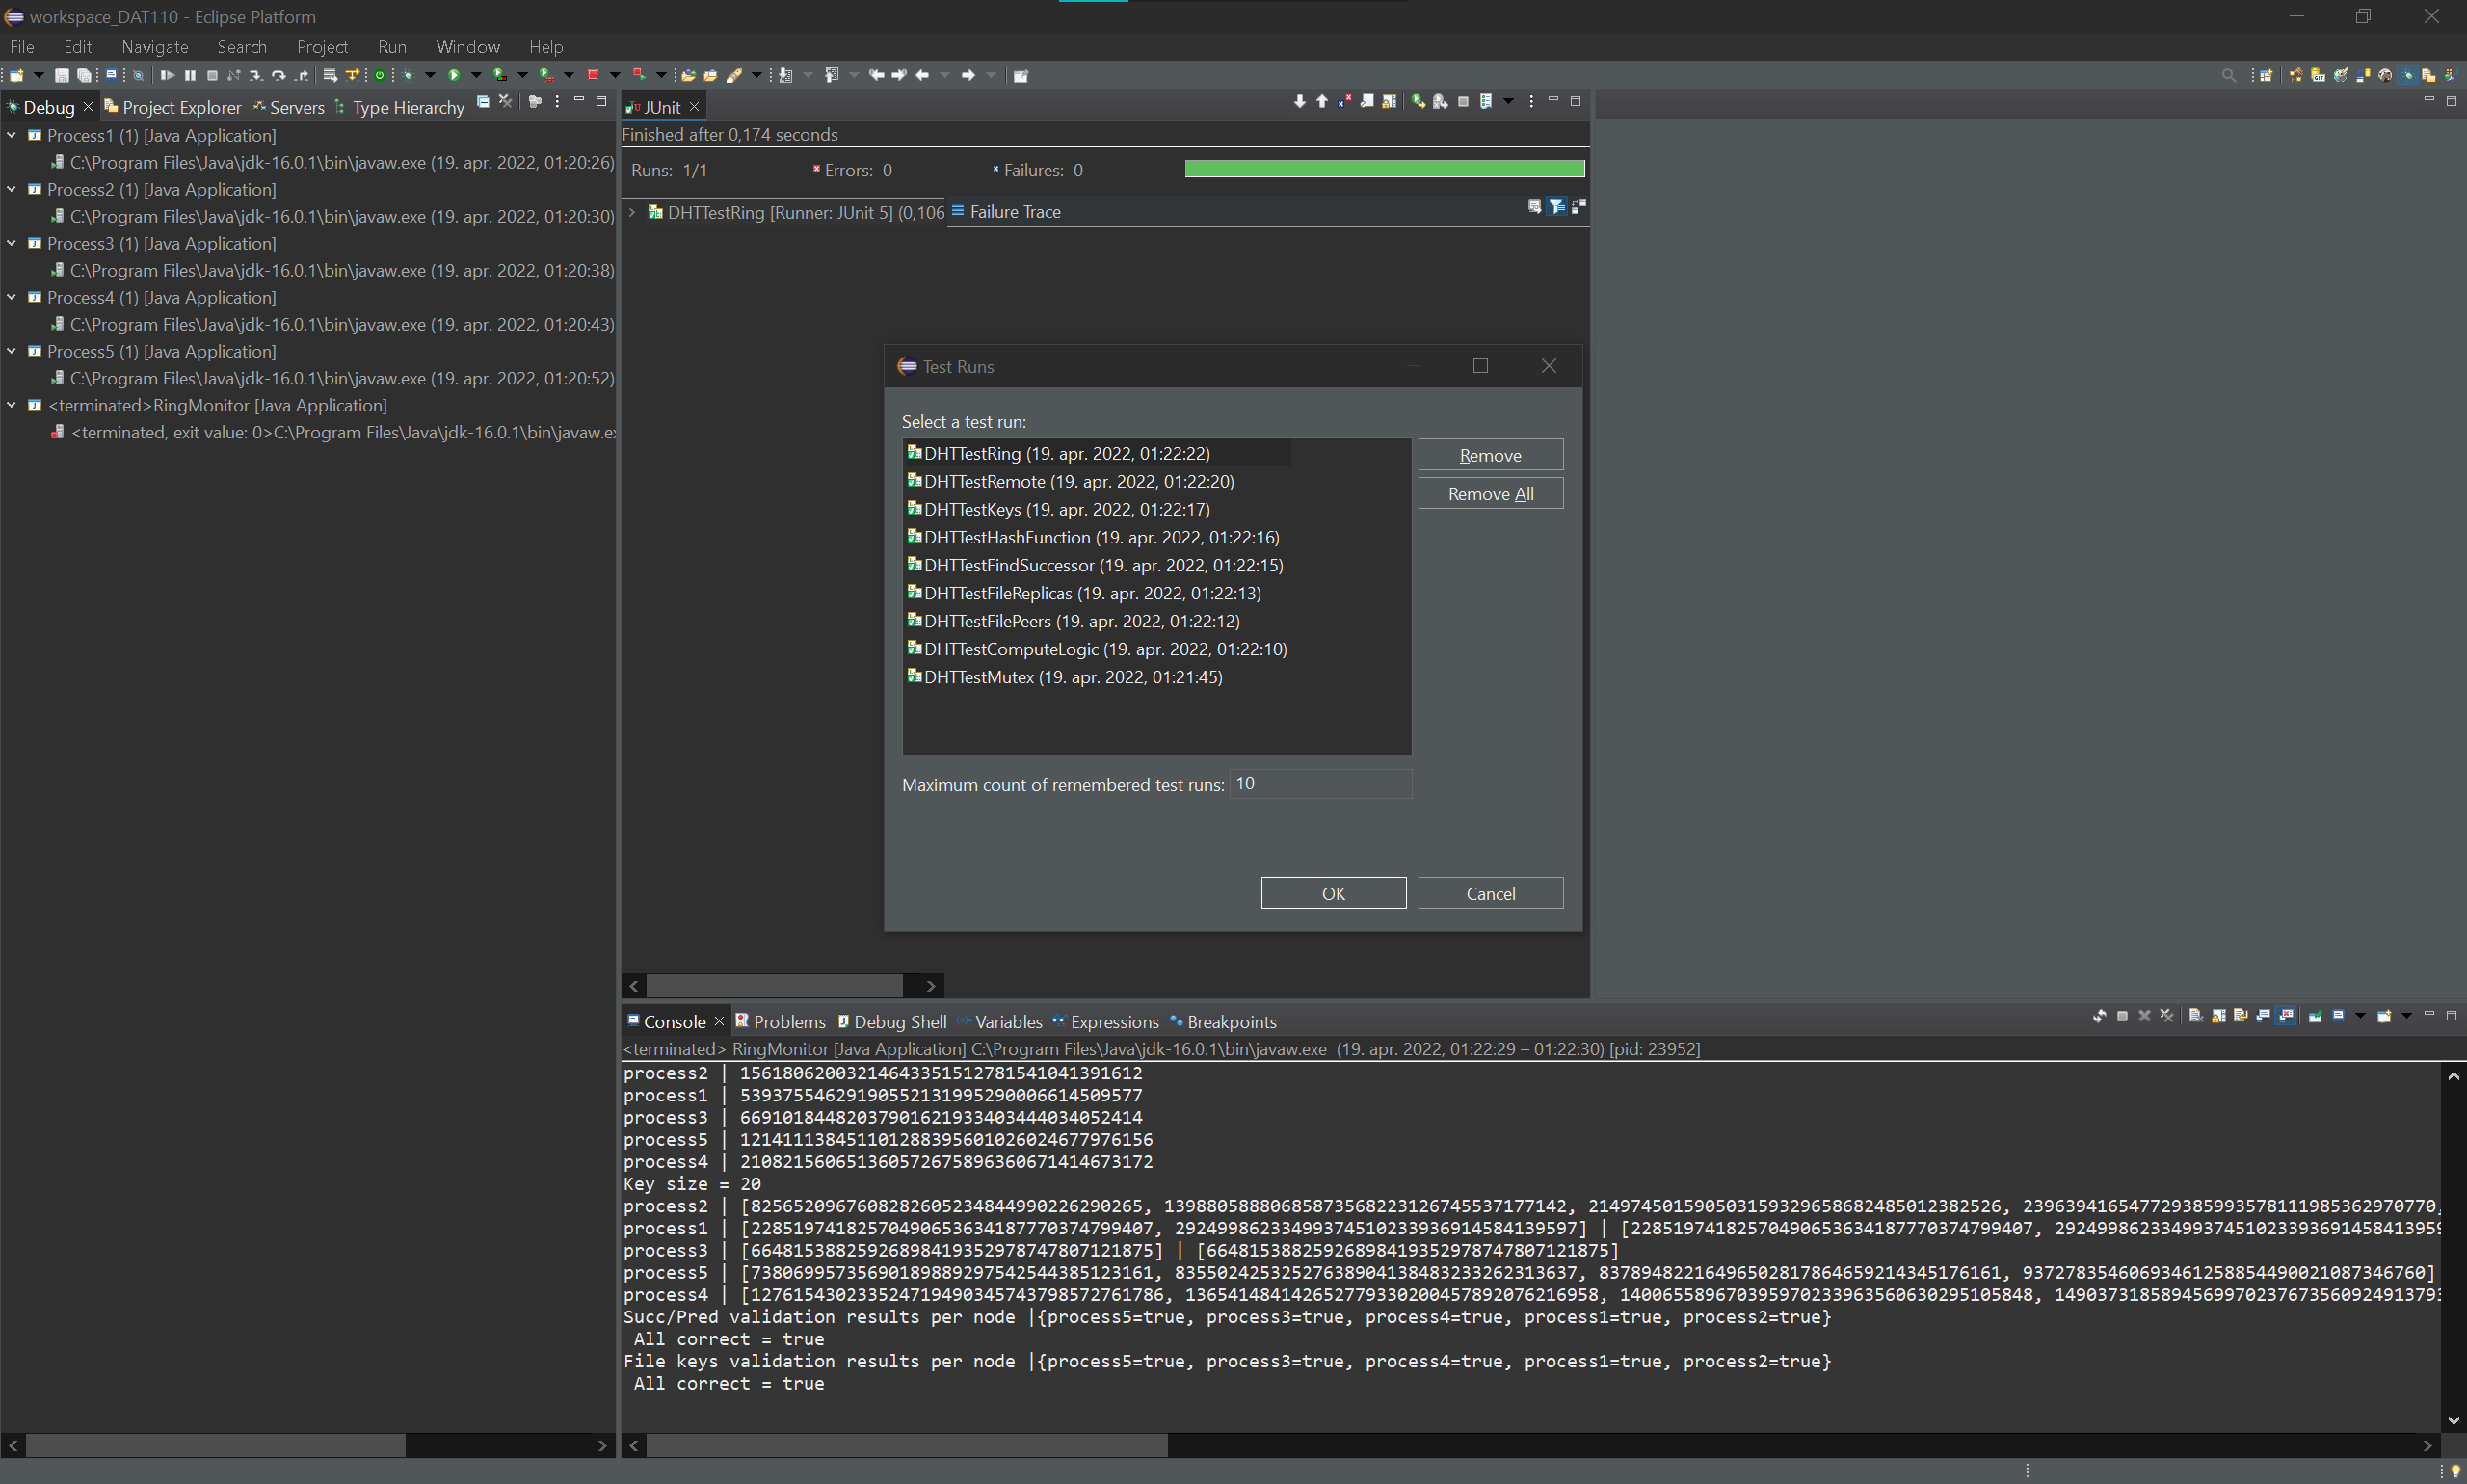 workspace_DAT110 - Eclipse Platform
File Edit Navigate Search Project Run Window Help
Debug Project Explorer Servers Type Hierarchy
Process1 (1) [Java Application]
C:\Program Files\Java\jdk-16.0.1\bin\javaw.exe (19. apr. 2022, 01:20:26)
Process2 (1) [Java Application]
C:\Program Files\Java\jdk-16.0.1\bin\javaw.exe (19. apr. 2022, 01:20:30)
Process3 (1) [Java Application]
C:\Program Files\Java\jdk-16.0.1\bin\javaw.exe (19. apr. 2022, 01:20:38)
Process4 (1) [Java Application]
C:\Program Files\Java\jdk-16.0.1\bin\javaw.exe (19. apr. 2022, 01:20:43)
Process5 (1) [Java Application]
C:\Program Files\Java\jdk-16.0.1\bin\javaw.exe (19. apr. 2022, 01:20:52)
<terminated>RingMonitor [Java Application]
<terminated, exit value: 0>C:\Program Files\Java\jdk-16.0.1\bin\javaw.ex
JUnit
Finished after 0,174 seconds
Runs: 1/1 Errors: 0 Failures: 0
DHTTestRing [Runner: JUnit 5] (0,106
Failure Trace
Test Runs
Select a test run:
DHTTestRing (19. apr. 2022, 01:22:22)
DHTTestRemote (19. apr. 2022, 01:22:20)
DHTTestKeys (19. apr. 2022, 01:22:17)
DHTTestHashFunction (19. apr. 2022, 01:22:16)
DHTTestFindSuccessor (19. apr. 2022, 01:22:15)
DHTTestFileReplicas (19. apr. 2022, 01:22:13)
DHTTestFilePeers (19. apr. 2022, 01:22:12)
DHTTestComputeLogic (19. apr. 2022, 01:22:10)
DHTTestMutex (19. apr. 2022, 01:21:45)
Remove
Remove All
Maximum count of remembered test runs: 10
OK Cancel
Console Problems Debug Shell Variables Expressions Breakpoints
<terminated> RingMonitor [Java Application] C:\Program Files\Java\jdk-16.0.1\bin\javaw.exe (19. apr. 2022, 01:22:29 – 01:22:30) [pid: 23952]
process2 | 15618062003214643351512781541041391612
process1 | 53937554629190552131995290006614509577
process3 | 66910184482037901621933403444034052414
process5 | 121411138451101288395601026024677976156
process4 | 210821560651360572675896360671414673172
Key size = 20
process2 | [8256520967608282605234844990226290265, 13988058880685873568223126745537177142, 214974501590503159329658682485012382526, 239639416547729385993578111985362970770,
process1 | [22851974182570490653634187770374799407, 29249986233499374510233936914584139597] | [22851974182570490653634187770374799407, 2924998623349937451023393691458413959
process3 | [66481538825926898419352978747807121875] | [66481538825926898419352978747807121875]
process5 | [73806995735690189889297542544385123161, 83550242532527638904138483233262313637, 83789482216496502817864659214345176161, 93727835460693461258854490021087346760]
process4 | [127615430233524719490345743798572761786, 136541484142652779330200457892076216958, 140065589670395970233963560630295105848, 1490373185894569970237673560924913793
Succ/Pred validation results per node |{process5=true, process3=true, process4=true, process1=true, process2=true}
All correct = true
File keys validation results per node |{process5=true, process3=true, process4=true, process1=true, process2=true}
All correct = true